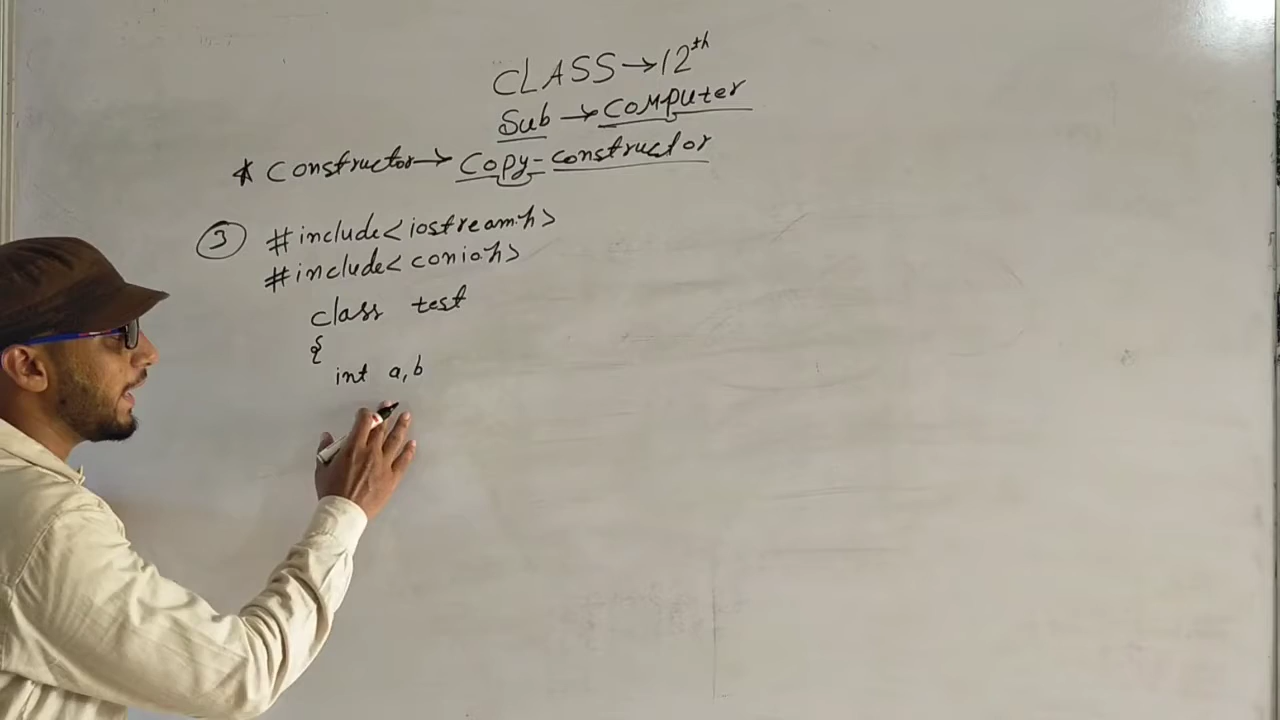 CLASS → 12th
Sub → Computer
* Constructor → Copy-constructor
3 #include<iostream.h>
#include<conio.h>
class test
{
int a,b